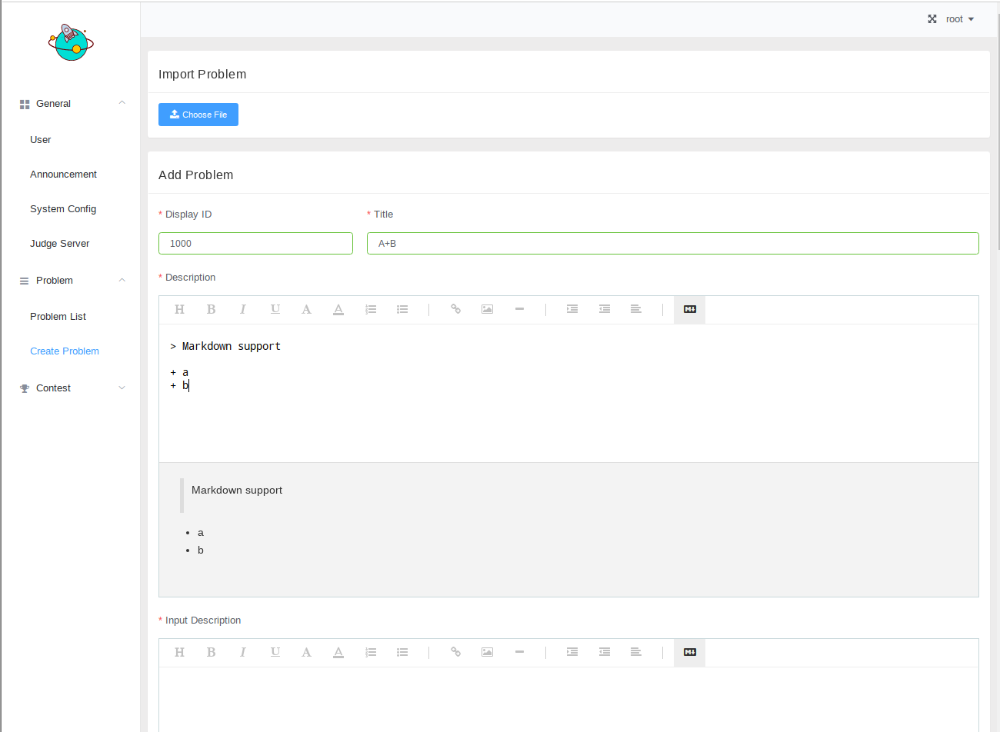 root
General
User
Announcement
System Config
Judge Server
Problem
Problem List
Create Problem
Contest
Import Problem
Choose File
Add Problem
* Display ID
* Title
1000
A+B
* Description
H B I U A A
M
> Markdown support
+ a
+ b
Markdown support
• a
• b
* Input Description
H B I U A A
M